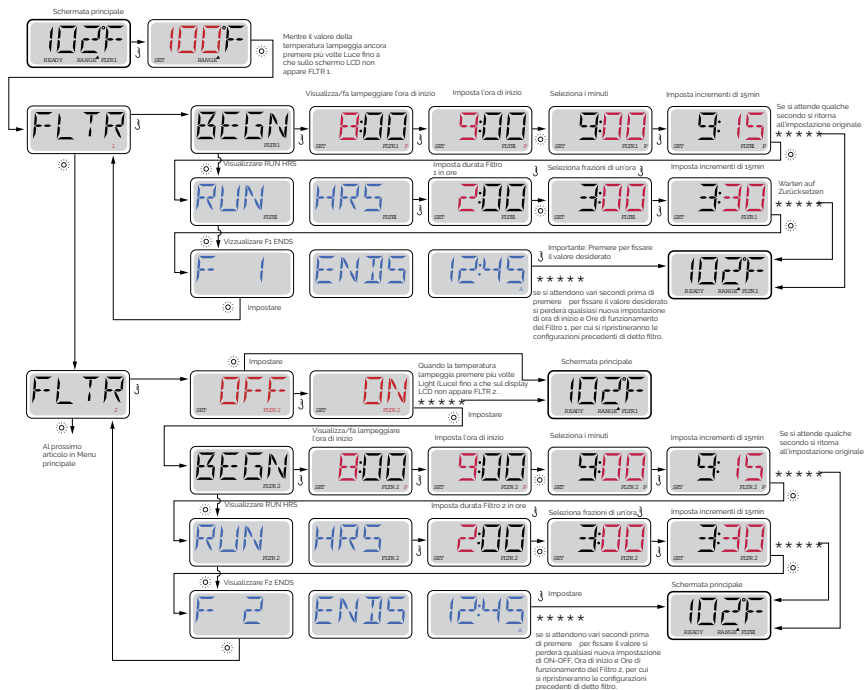 Schermata principale
102°F
READY RANGE FLTR1
100°F
SET RANGE
Mentre il valore della
temperatura lampeggia ancora
premere più volte Luce fino a
che sullo schermo LCD non
appare FLTR 1.
Visualizza/fa lampeggiare l'ora di inizio
Imposta l'ora di inizio
Seleziona i minuti
Imposta incrementi di 15min
Se si attende qualche
secondo si ritorna
all'impostazione originale
FLTR
1
BEGN
FLTR1
8:00
SET FLTR1 P
9:00
SET FLTR1 P
9:00
SET FLTR1 P
9:15
SET FLTR1 P
* * * * *
Visualizzare RUN HRS
Imposta durata Filtro
1 in ore
Seleziona frazioni di un'ora
Imposta incrementi di 15min
RUN
FLTR1
HRS
2:00
SET FLTR1
3:00
SET FLTR1
3:30
SET FLTR1
Warten auf
Zurücksetzen
* * * * *
Vizzualizare F1 ENDS
F 1
ENDS
12:45
A
Importante: Premere per fissare
il valore desiderato
* * * * *
102°F
READY RANGE FLTR1
Impostare
se si attendono vari secondi prima di
premere per fissare il valore desiderato
si perderà qualsiasi nuova impostazione
di ora di inizio e Ore di funzionamento
del Filtro 1, per cui si ripristineranno le
configurazioni precedenti di detto filtro.
Impostare
FLTR
2
OFF
SET FLTR2
ON
SET FLTR2
Quando la temperatura
lampeggia premere più volte
Light (Luce) fino a che sul display
LCD non appare FLTR 2...
* * * * *
Impostare
Schermata principale
102°F
READY RANGE FLTR1
Al prossimo
articolo in Menu
principale
Visualizza/fa lampeggiare
l'ora di inizio
Imposta l'ora di inizio
Seleziona i minuti
Imposta incrementi di 15min
Se si attende qualche
secondo si ritorna
all'impostazione originale
BEGN
FLTR2
8:00
SET FLTR2 P
9:00
SET FLTR2 P
9:00
SET FLTR2 P
9:15
SET FLTR2 P
* * * * *
Visualizzare RUN HRS
Imposta durata Filtro 2 in ore
Seleziona frazioni di un'ora
Imposta incrementi di 15min
RUN
FLTR2
HRS
2:00
SET FLTR2
3:00
SET FLTR2
3:30
SET FLTR2
* * * * *
Visualizzare F2 ENDS
F 2
ENDS
12:45
A
Impostare
* * * * *
Schermata principale
102°F
READY RANGE FLTR1
se si attendono vari secondi prima
di premere per fissare il valore si
perderà qualsiasi nuova impostazione
di ON-OFF, Ora di inizio e Ore di
funzionamento del Filtro 2, per cui
si ripristineranno le configurazioni
precedenti di detto filtro.